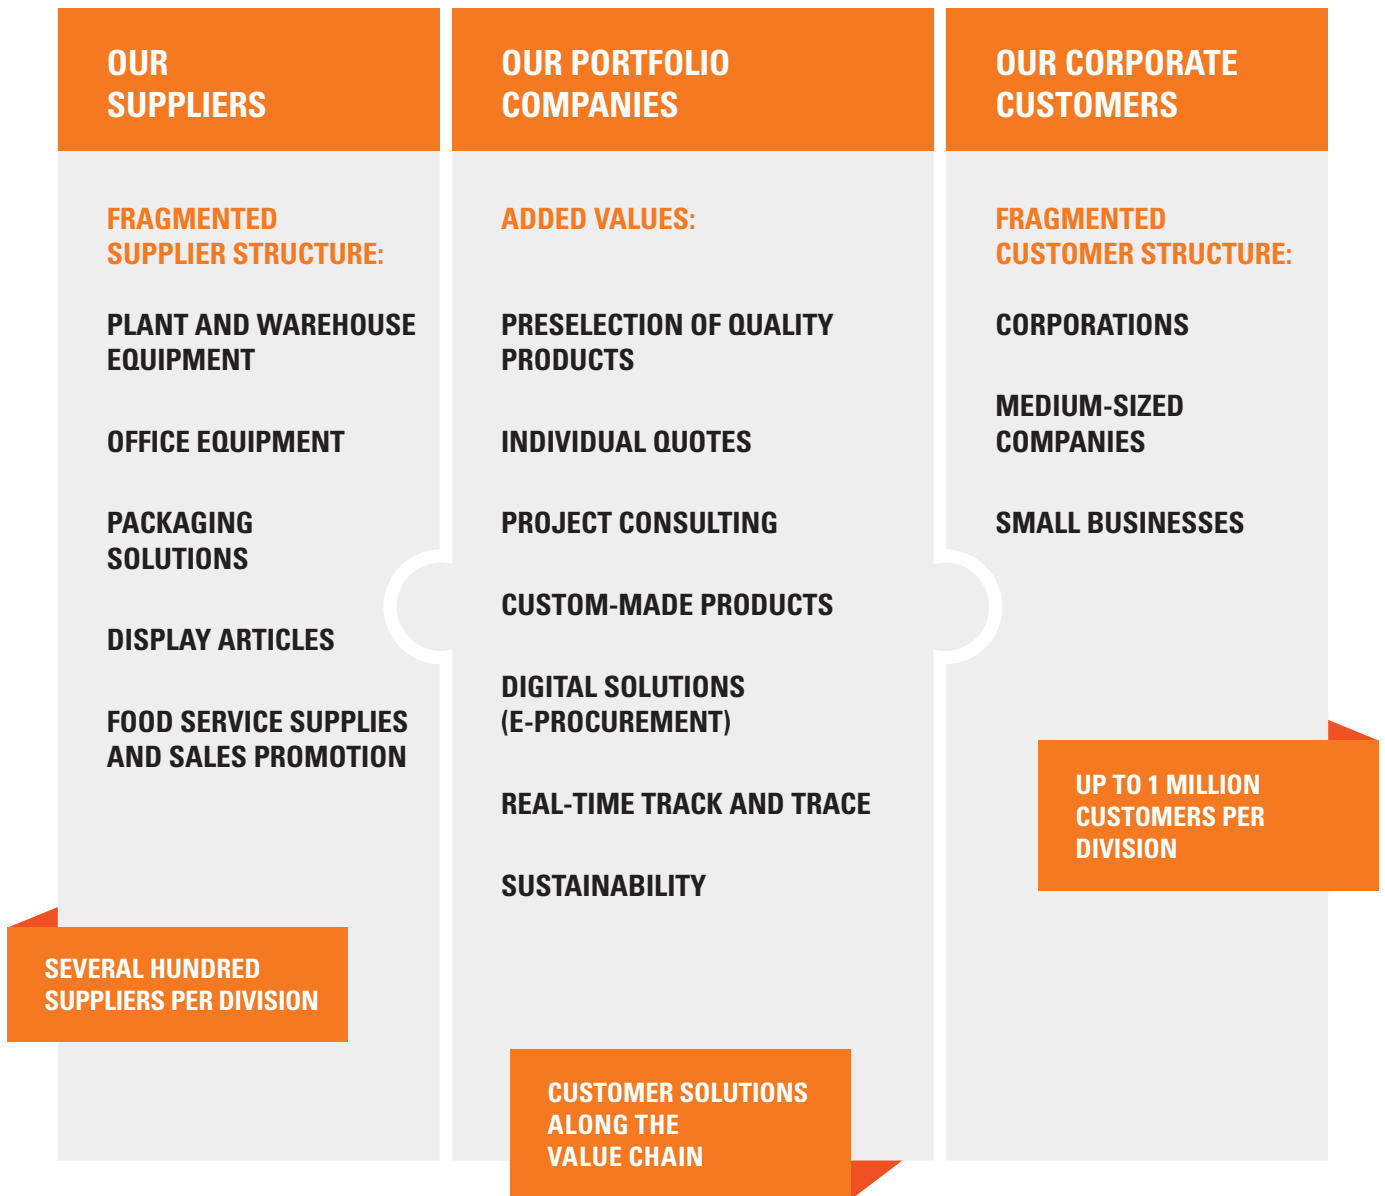 OUR
SUPPLIERS
FRAGMENTED
SUPPLIER STRUCTURE:
PLANT AND WAREHOUSE
EQUIPMENT
OFFICE EQUIPMENT
PACKAGING
SOLUTIONS
DISPLAY ARTICLES
FOOD SERVICE SUPPLIES
AND SALES PROMOTION
SEVERAL HUNDRED
SUPPLIERS PER DIVISION
OUR PORTFOLIO
COMPANIES
ADDED VALUES:
PRESELECTION OF QUALITY
PRODUCTS
INDIVIDUAL QUOTES
PROJECT CONSULTING
CUSTOM-MADE PRODUCTS
DIGITAL SOLUTIONS
(E-PROCUREMENT)
REAL-TIME TRACK AND TRACE
SUSTAINABILITY
CUSTOMER SOLUTIONS
ALONG THE
VALUE CHAIN
OUR CORPORATE
CUSTOMERS
FRAGMENTED
CUSTOMER STRUCTURE:
CORPORATIONS
MEDIUM-SIZED
COMPANIES
SMALL BUSINESSES
UP TO 1 MILLION
CUSTOMERS PER
DIVISION